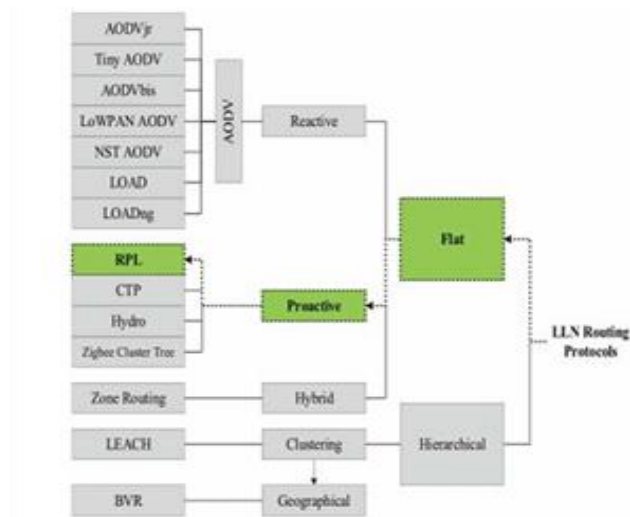 AODVjr
Tiny AODV
AODVbis
LoWPAN AODV
NST AODV
LOAD
LOADng
AODV
Reactive
Flat
RPL
CTP
Hydro
Zigbee Cluster Tree
Proactive
LLN Routing
Protocols
Zone Routing
Hybrid
LEACH
Clustering
Hierarchical
BVR
Geographical